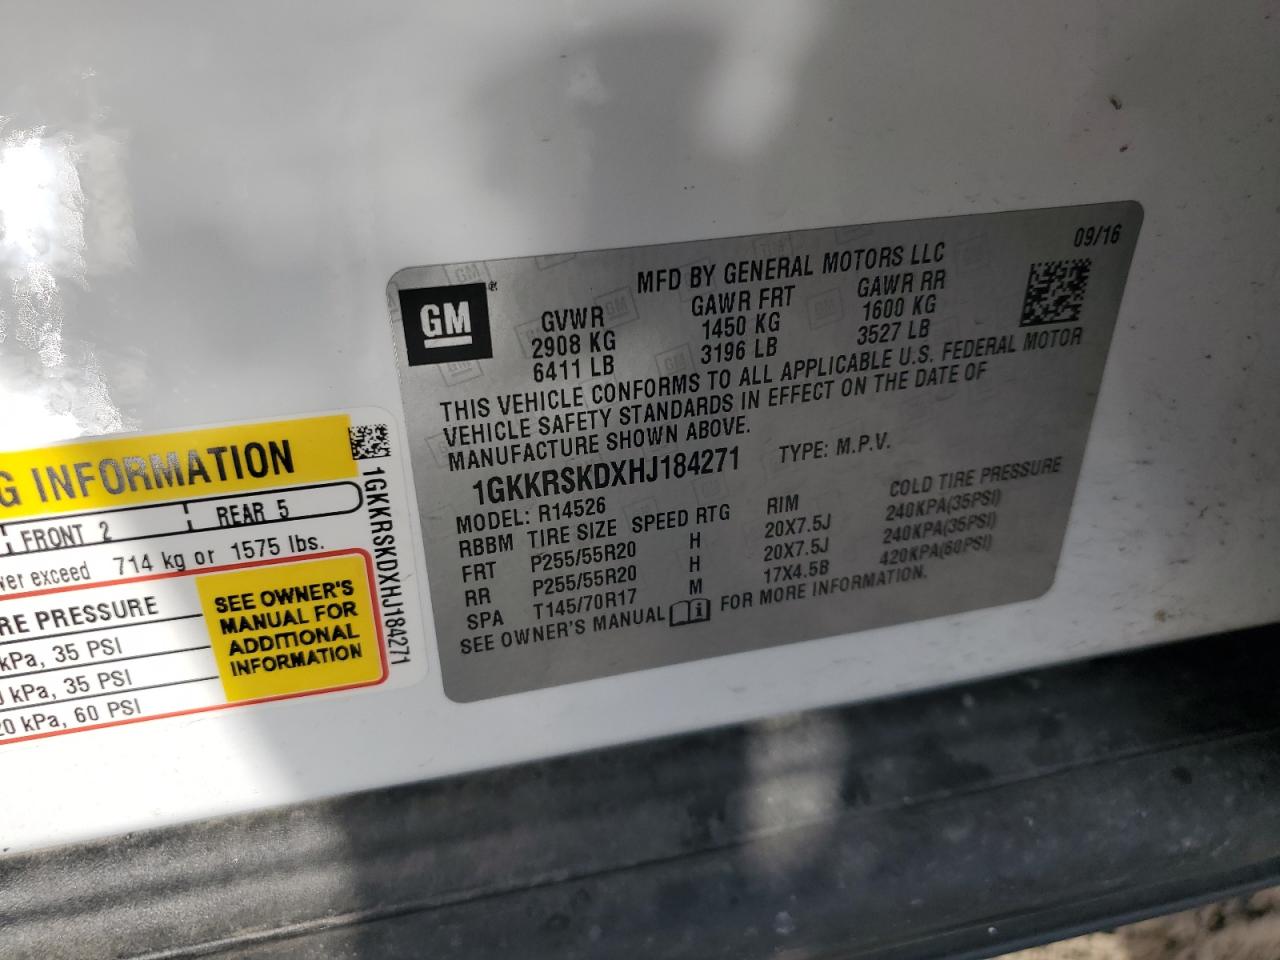 G INFORMATION
FRONT 2 REAR 5
exceed 714 kg or 1575 lbs.
RE PRESSURE
kPa, 35 PSI
kPa, 35 PSI
20 kPa, 60 PSI
SEE OWNER'S
MANUAL FOR
ADDITIONAL
INFORMATION
1GKKRSKDXHJ184271
GM
®
MFD BY GENERAL MOTORS LLC
09/16
GVWR GAWR FRT GAWR RR
2908 KG 1450 KG 1600 KG
6411 LB 3196 LB 3527 LB
THIS VEHICLE CONFORMS TO ALL APPLICABLE U.S. FEDERAL MOTOR
VEHICLE SAFETY STANDARDS IN EFFECT ON THE DATE OF
MANUFACTURE SHOWN ABOVE.
1GKKRSKDXHJ184271 TYPE: M.P.V.
MODEL: R14526
RBBM TIRE SIZE SPEED RTG RIM COLD TIRE PRESSURE
FRT P255/55R20 H 20X7.5J 240KPA(35PSI)
RR P255/55R20 H 20X7.5J 240KPA(35PSI)
SPA T145/70R17 M 17X4.5B 420KPA(60PSI)
SEE OWNER'S MANUAL FOR MORE INFORMATION.